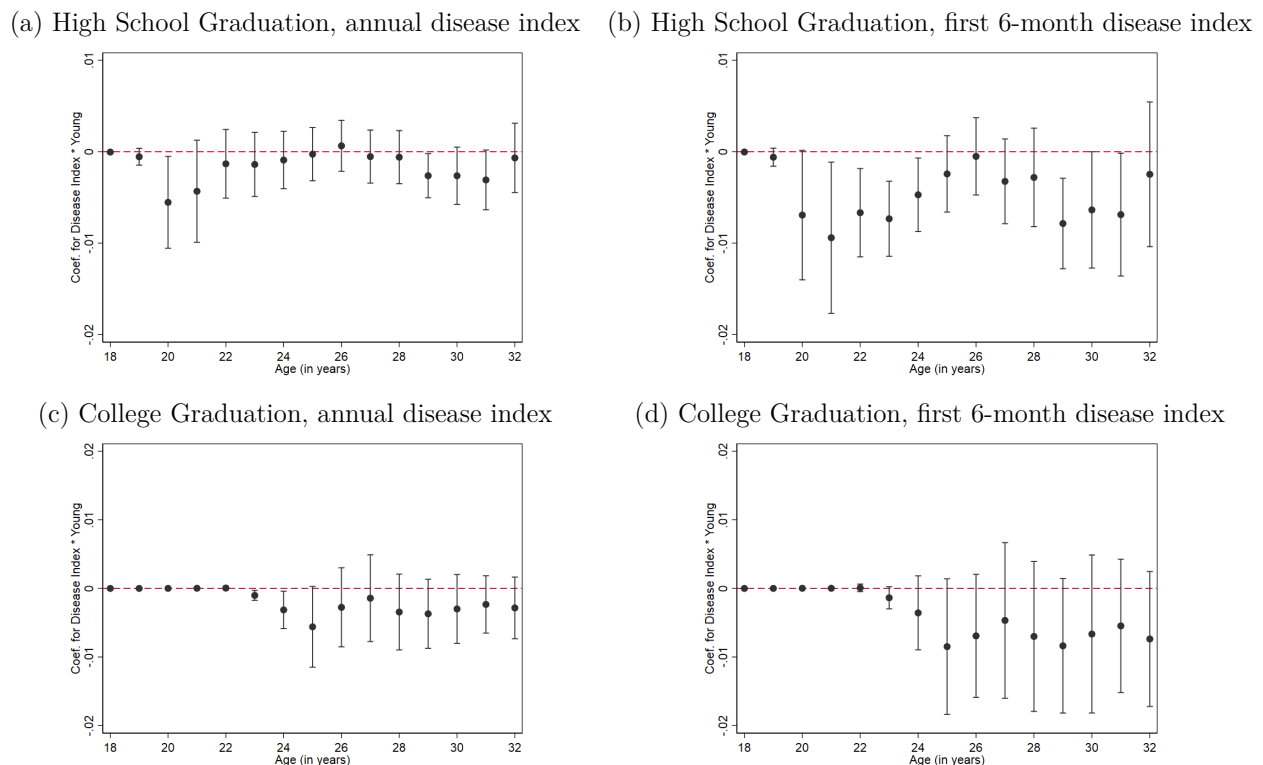 (a) High School Graduation, annual disease index
.01
0
-.01
-.02
Coef. for Disease Index * Young
18 20 22 24 26 28 30 32
Age (in years)
(b) High School Graduation, first 6-month disease index
.01
0
-.01
-.02
Coef. for Disease Index * Young
18 20 22 24 26 28 30 32
Age (in years)
(c) College Graduation, annual disease index
.02
.01
0
-.01
-.02
Coef. for Disease Index * Young
18 20 22 24 26 28 30 32
Age (in years)
(d) College Graduation, first 6-month disease index
.02
.01
0
-.01
-.02
Coef. for Disease Index * Young
18 20 22 24 26 28 30 32
Age (in years)